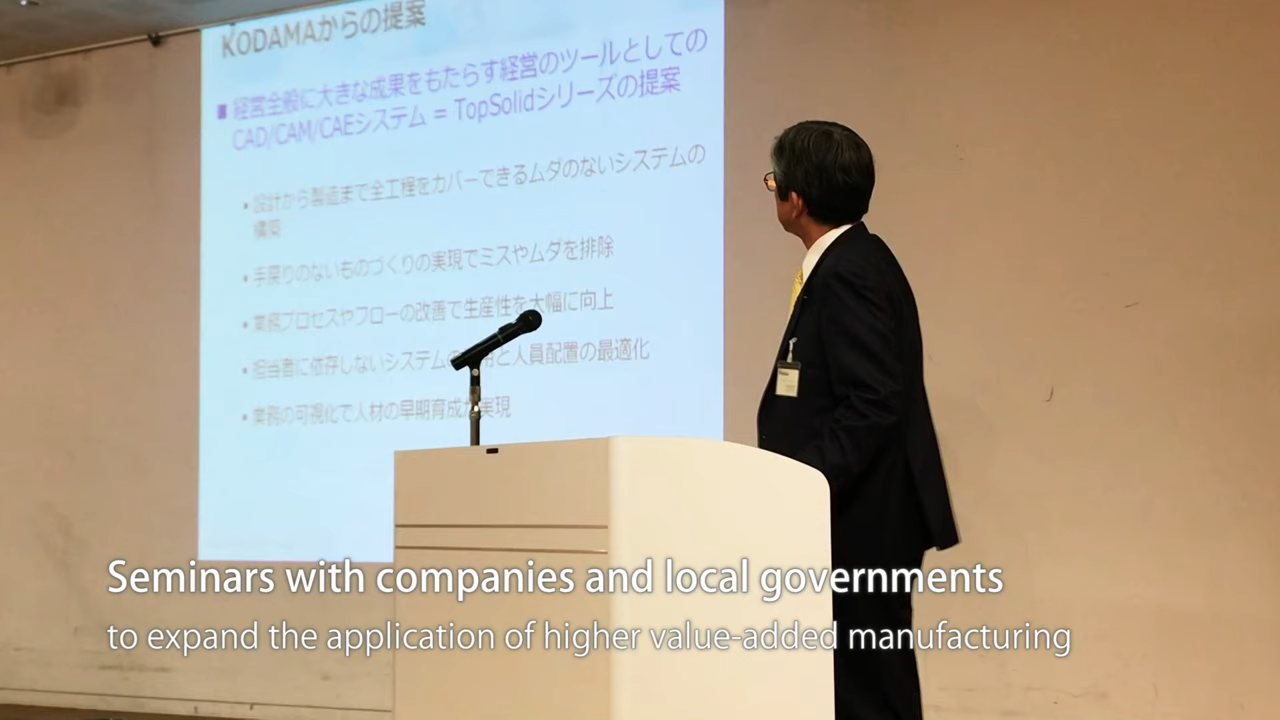 KODAMAからの提案
■ 経営全般に大きな成果をもたらす経営のツールとしての
CAD/CAM/CAEシステム = TopSolidシリーズの提案
• 設計から製造まで全工程をカバーできるムダのないシステムの
構築
• 手戻りのないものづくりの実現でミスやムダを排除
• 業務プロセスやフローの改善で生産性を大幅に向上
• 担当者に依存しないシステムの と人員配置の最適化
• 業務の可視化で人材の早期育成が実現
Seminars with companies and local governments
to expand the application of higher value-added manufacturing